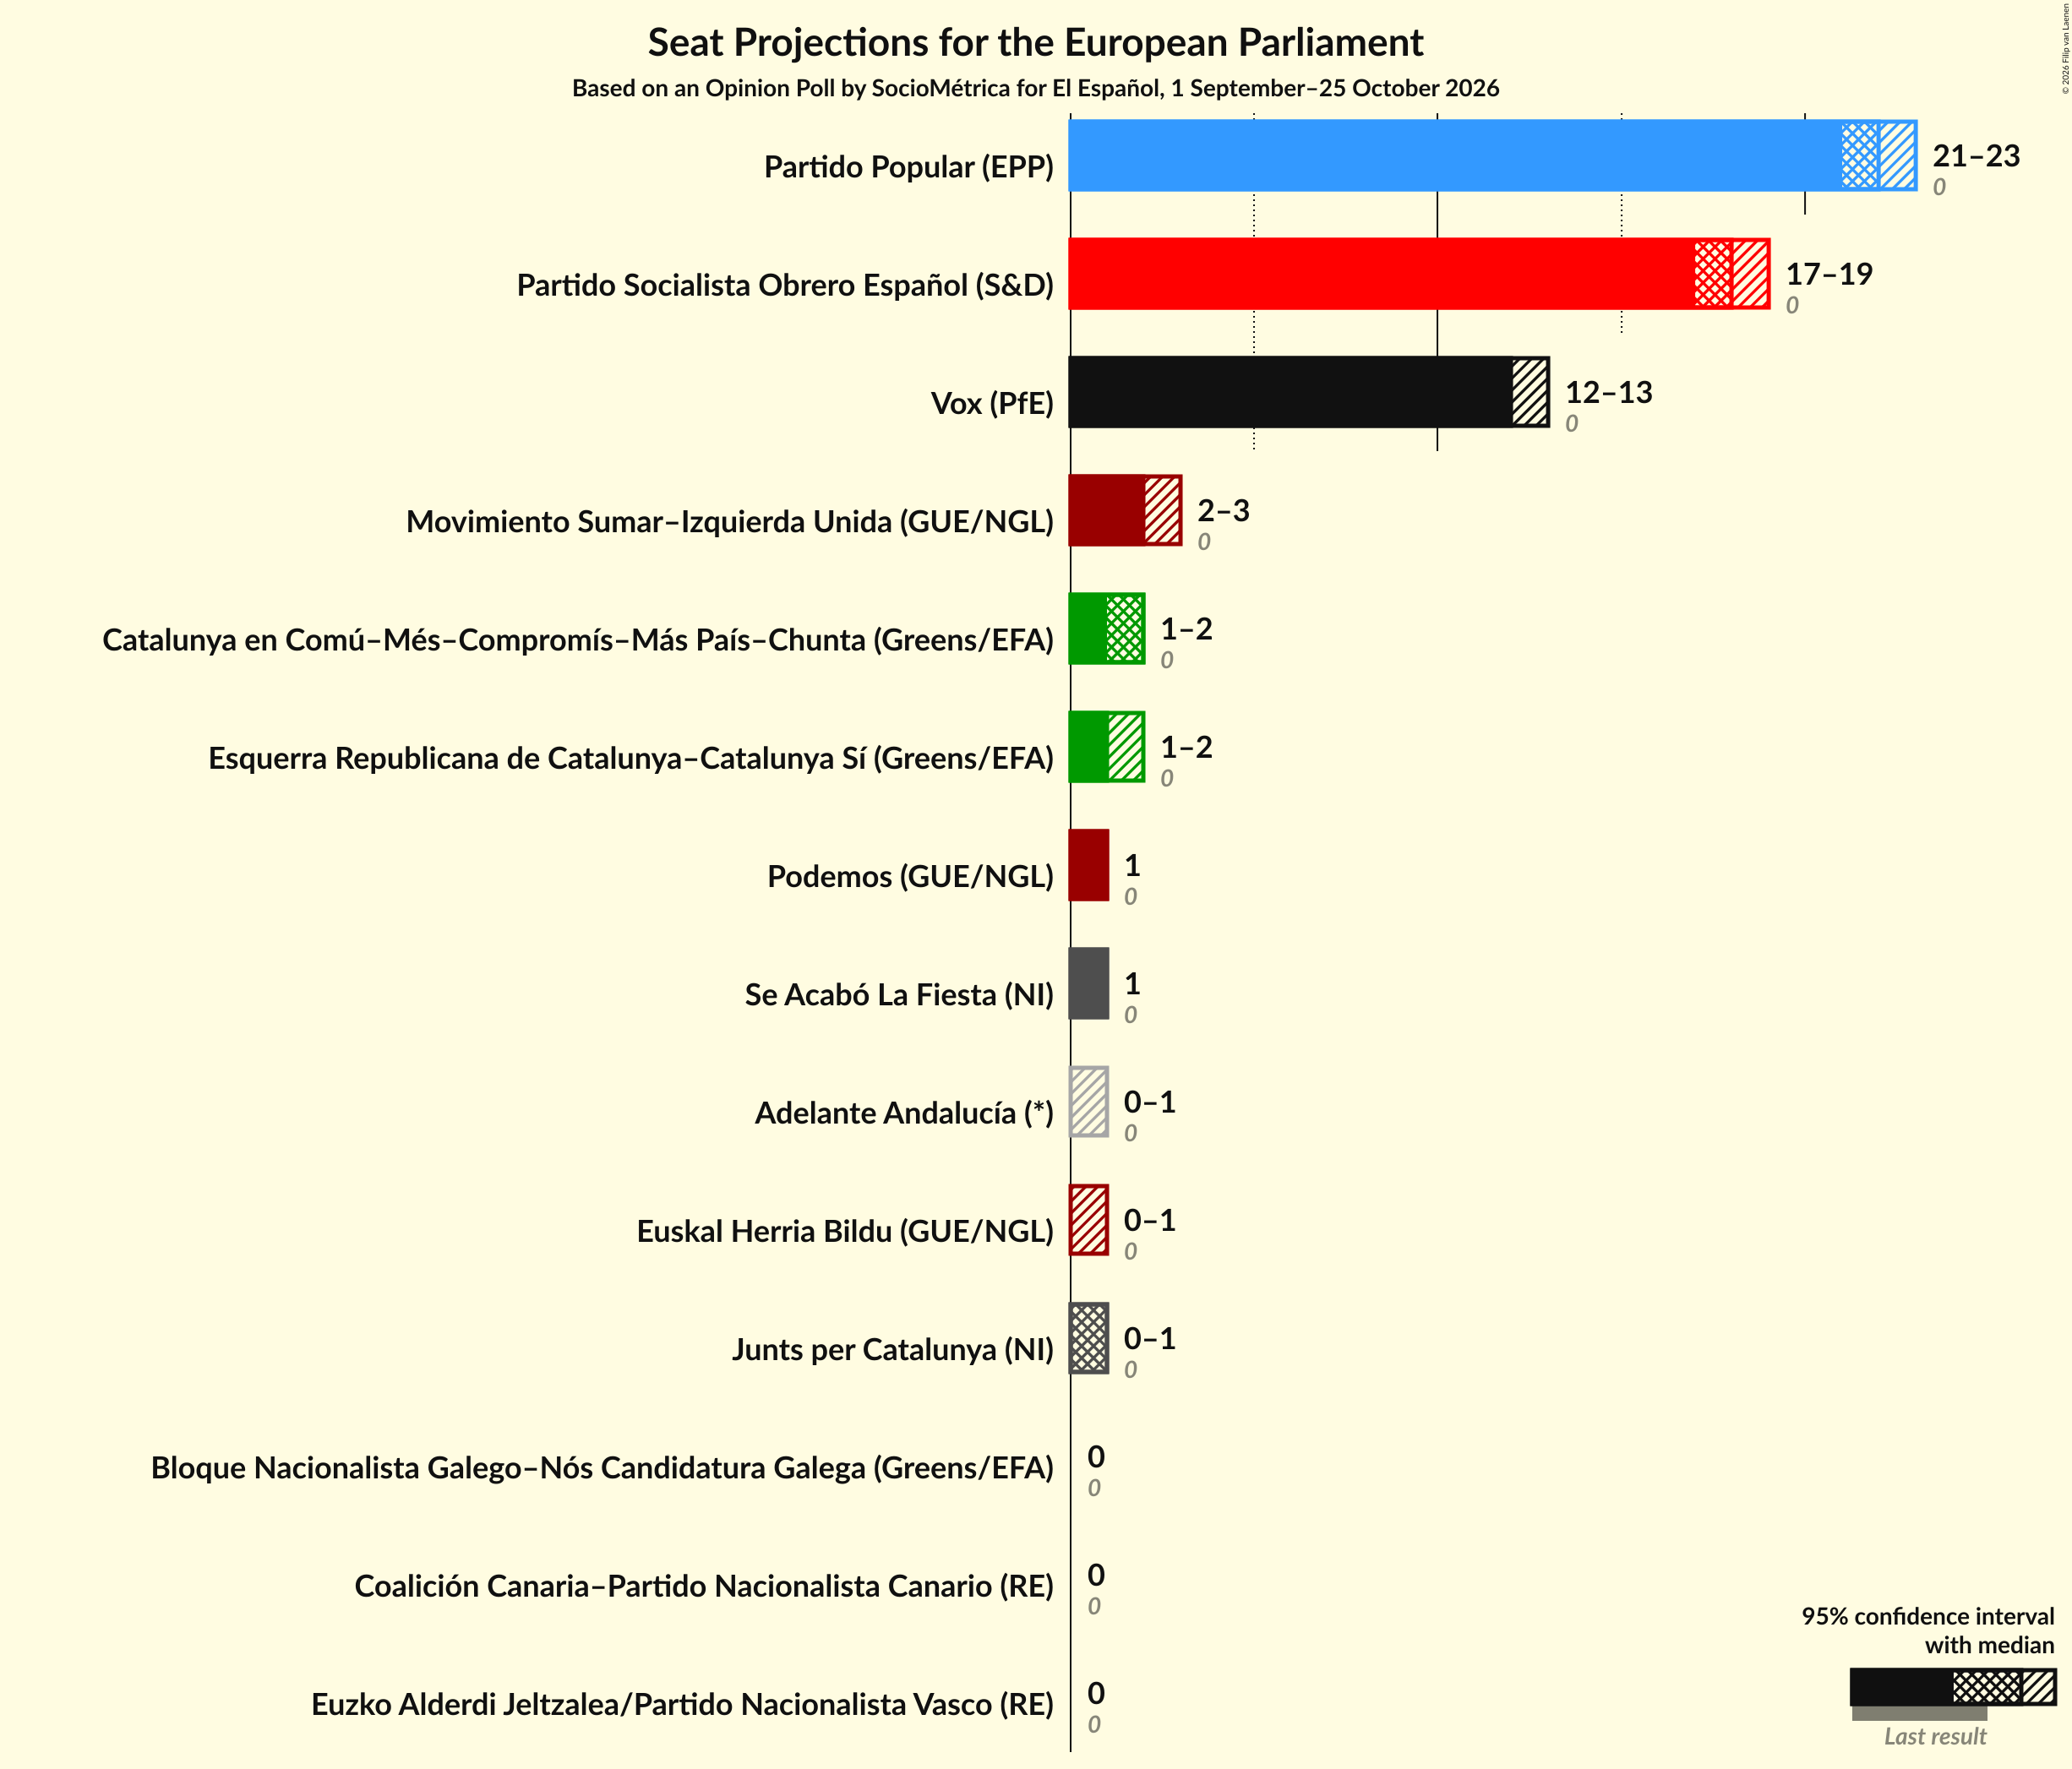 Seat Projections for the European Parliament
Based on an Opinion Poll by SocioMétrica for El Español, 1 September–25 October 2026
© 2026 Filip van Laenen
Partido Popular (EPP)
21–23
0
Partido Socialista Obrero Español (S&D)
17–19
0
Vox (PfE)
12–13
0
Movimiento Sumar–Izquierda Unida (GUE/NGL)
2–3
0
Catalunya en Comú–Més–Compromís–Más País–Chunta (Greens/EFA)
1–2
0
Esquerra Republicana de Catalunya–Catalunya Sí (Greens/EFA)
1–2
0
Podemos (GUE/NGL)
1
0
Se Acabó La Fiesta (NI)
1
0
Adelante Andalucía (*)
0–1
0
Euskal Herria Bildu (GUE/NGL)
0–1
0
Junts per Catalunya (NI)
0–1
0
Bloque Nacionalista Galego–Nós Candidatura Galega (Greens/EFA)
0
0
Coalición Canaria–Partido Nacionalista Canario (RE)
0
0
Euzko Alderdi Jeltzalea/Partido Nacionalista Vasco (RE)
0
0
95% confidence interval
with median
Last result